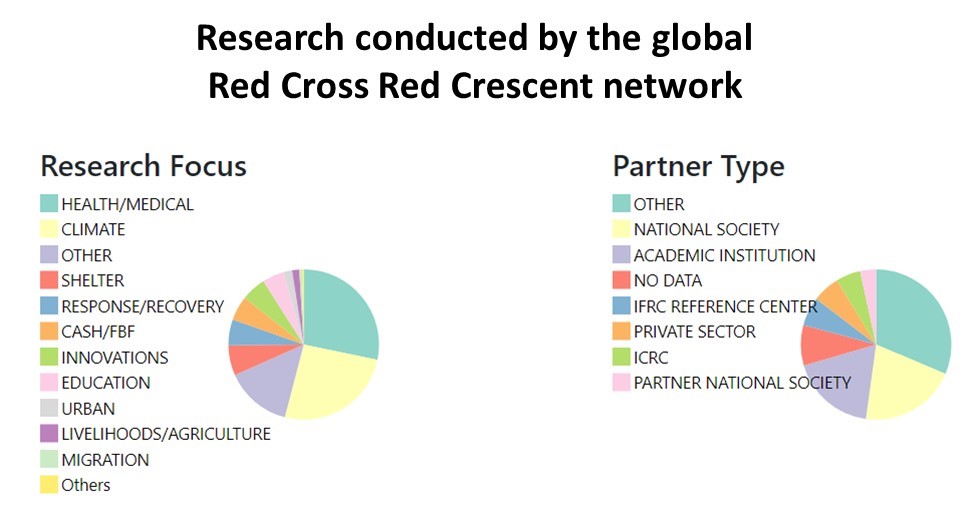 Research conducted by the global
Red Cross Red Crescent network
Research Focus
HEALTH/MEDICAL
CLIMATE
OTHER
SHELTER
RESPONSE/RECOVERY
CASH/FBF
INNOVATIONS
EDUCATION
URBAN
LIVELIHOODS/AGRICULTURE
MIGRATION
Others
Partner Type
OTHER
NATIONAL SOCIETY
ACADEMIC INSTITUTION
NO DATA
IFRC REFERENCE CENTER
PRIVATE SECTOR
ICRC
PARTNER NATIONAL SOCIETY